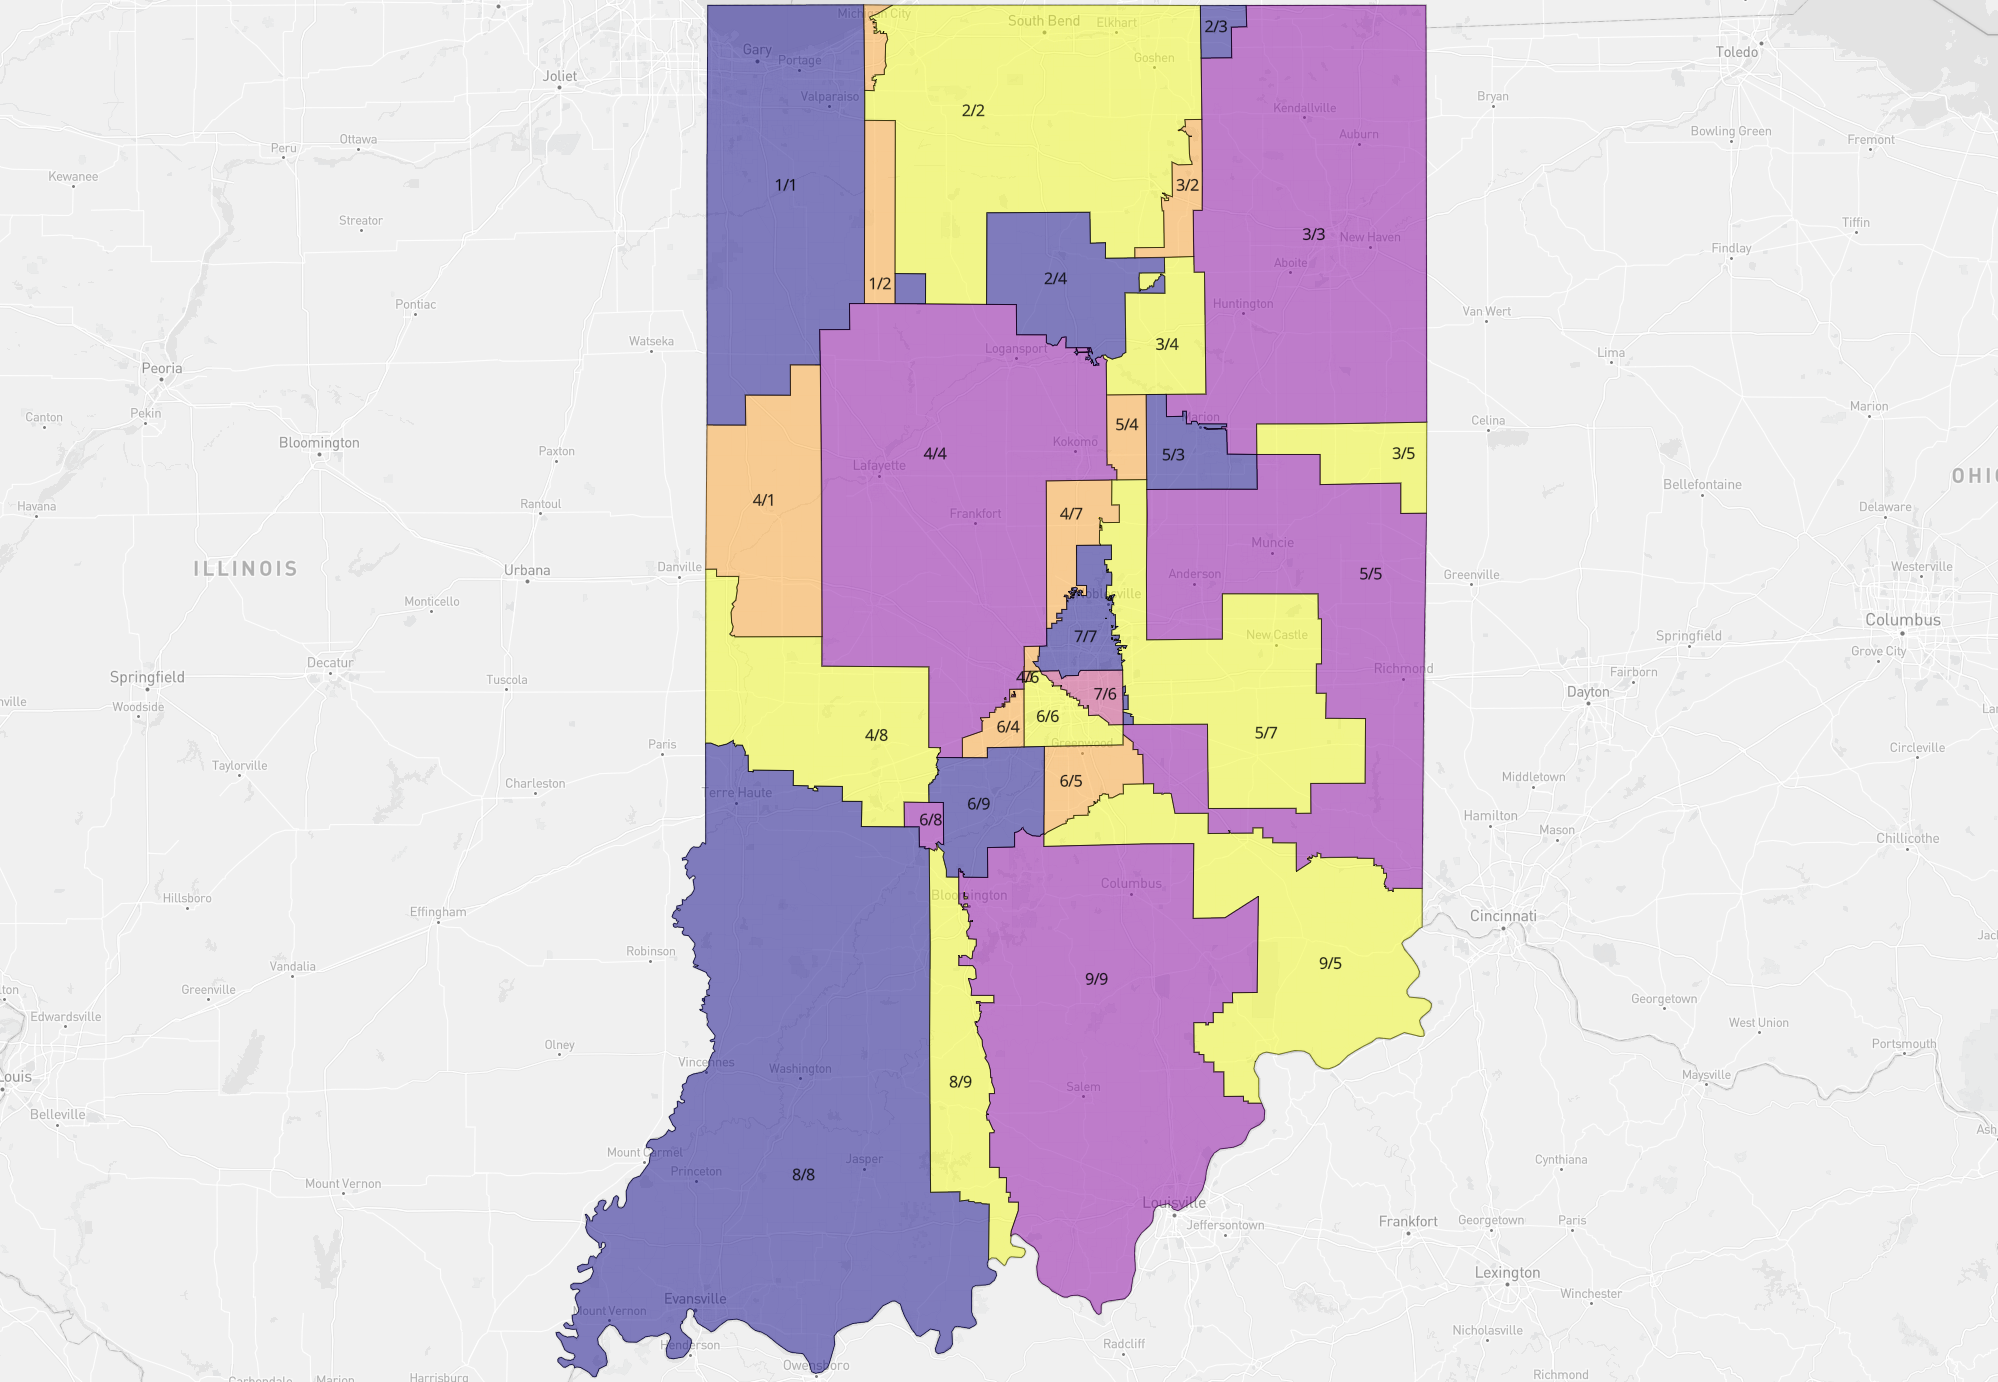 Michigan City
South Bend
Elkhart
2/3
Gary
Portage
Goshen
Toledo
Joliet
Valparaiso
2/2
Kendallville
Bryan
Ottawa
Auburn
Bowling Green
Fremont
Peru
Kewanee
1/1
3/2
Streator
3/3
New Haven
Tiffin
Findlay
Aboite
2/4
1/2
Pontiac
Huntington
Van Wert
Watseka
Logansport
3/4
Lima
Peoria
Canton
Pekin
Marion
Celina
Marion
5/4
Bloomington
Kokomo
4/4
5/3
3/5
Paxton
Lafayette
OHIO
Bellefontaine
4/1
Havana
Rantoul
Frankfort
4/7
Delaware
Muncie
ILLINOIS
Urbana
Danville
Anderson
5/5
Greenville
Westerville
Monticello
Noblesville
Columbus
7/7
New Castle
Springfield
Grove City
Springfield
Decatur
Tuscola
4/6
Richmond
Fairborn
Dayton
7/6
Woodside
6/6
6/4
4/8
5/7
Greenwood
Paris
Circleville
Taylorville
Charleston
Terre Haute
6/5
Middletown
6/9
6/8
Hamilton
Mason
Chillicothe
Hillsboro
Bloomington
Columbus
Effingham
Cincinnati
Robinson
Vandalia
9/9
9/5
Greenville
Georgetown
Edwardsville
West Union
Olney
Portsmouth
Vincennes
Washington
Louis
8/9
Salem
Maysville
Belleville
Mount Carmel
Jasper
Princeton
8/8
Cynthiana
Mount Vernon
Louisville
Jeffersontown
Frankfort
Georgetown
Paris
Lexington
Winchester
Evansville
Mount Vernon
Henderson
Radcliff
Nicholasville
Owensboro
Carbondale
Marion
Harrisburg
Richmond